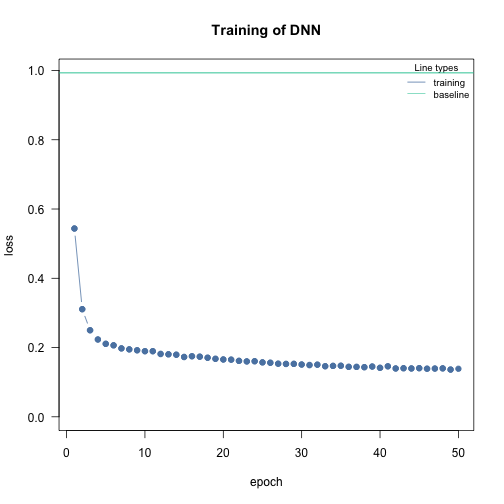 Training of DNN
Line types
training
baseline
1.0
0.8
0.6
0.4
0.2
0.0
loss
0 10 20 30 40 50
epoch